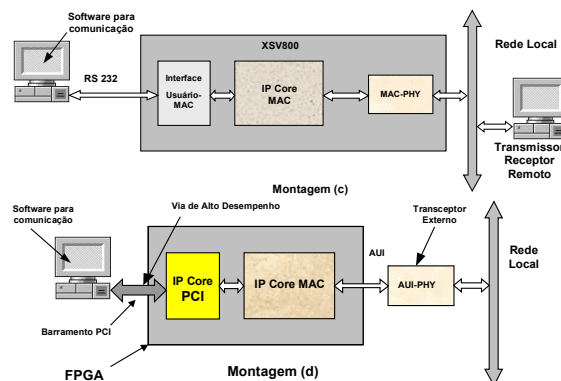 Software para
comunicação
RS 232
XSV800
Interface
Usuário-
MAC
IP Core
MAC
MAC-PHY
Rede Local
Transmissor
Receptor
Remoto
Montagem (c)
Software para
comunicação
Via de Alto Desempenho
Transceptor
Externo
IP Core
PCI
IP Core MAC
AUI
AUI-PHY
Rede
Local
Barramento PCI
FPGA
Montagem (d)